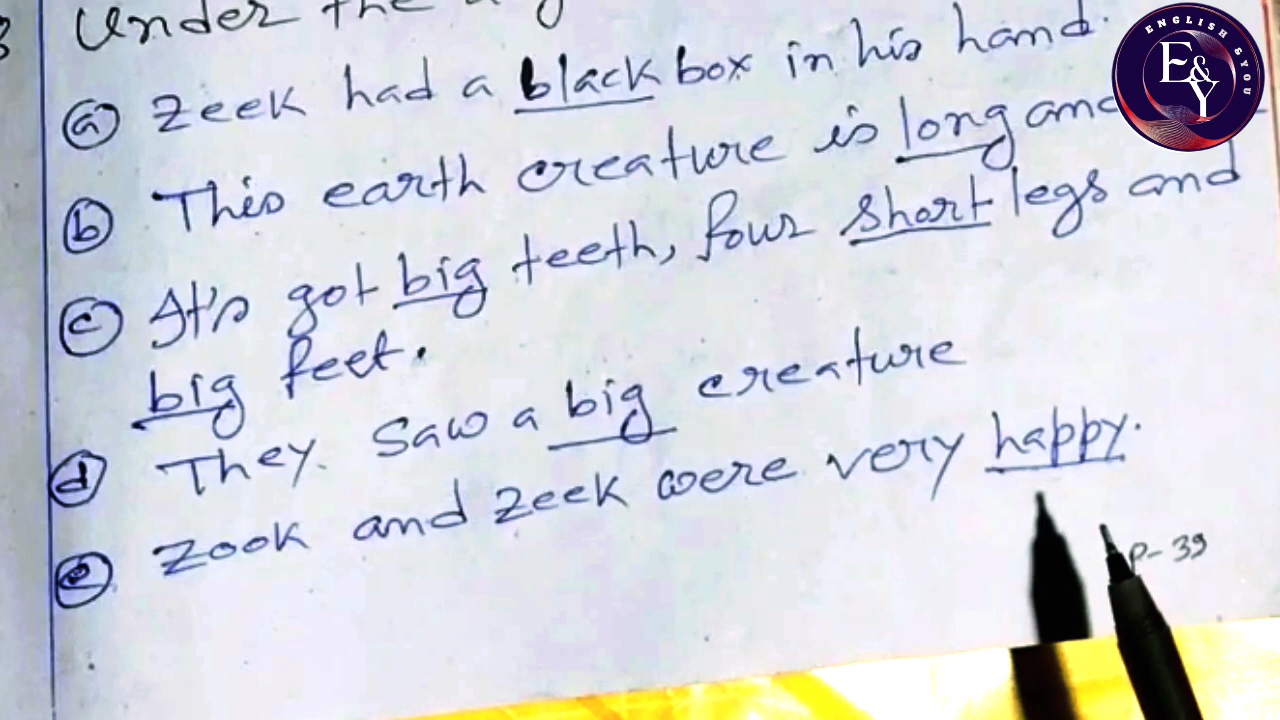 Under the
(a) Zeek had a black box in his hand.
(b) This earth creature is long and
(c) It's got big teeth, four short legs and
big feet.
(d) They. Saw a big creature
(e) Zook and Zeek were very happy.
P-39
ENGLISH &YOU
E&Y